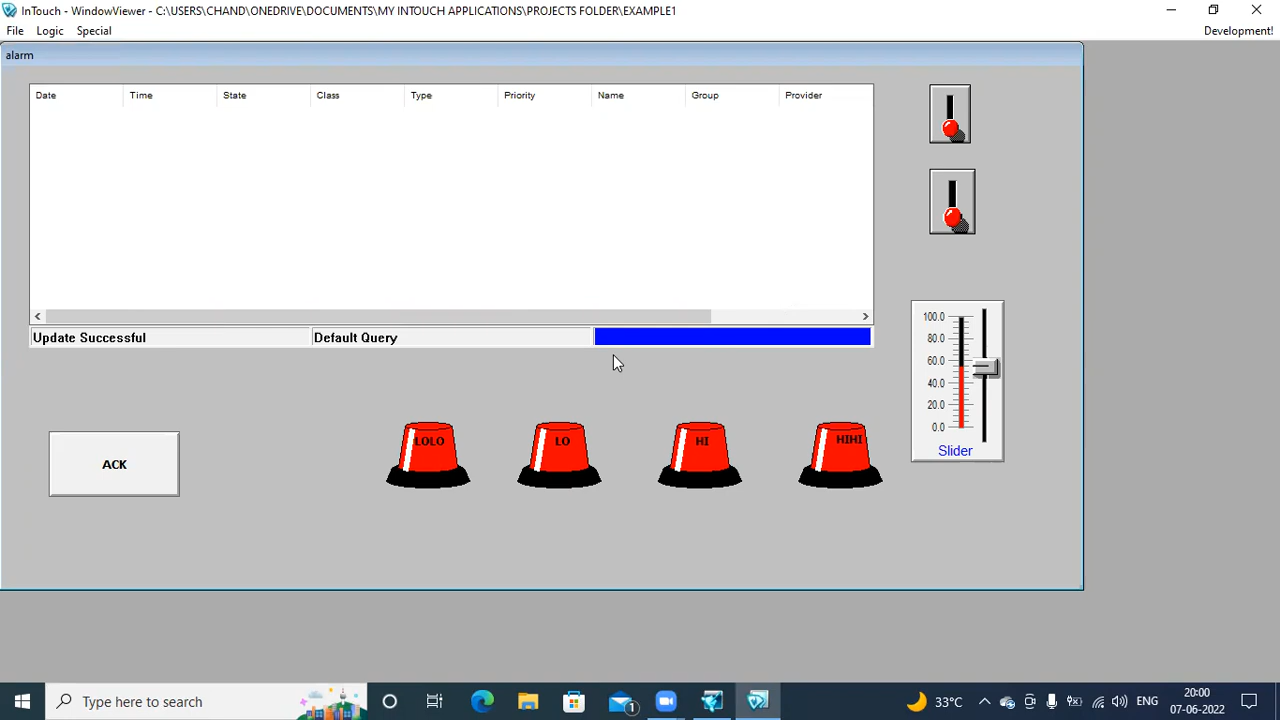 InTouch - WindowViewer - C:\USERS\CHAND\ONEDRIVE\DOCUMENTS\MY INTOUCH APPLICATIONS\PROJECTS FOLDER\EXAMPLE1
File Logic Special Development!
alarm
Date Time State Class Type Priority Name Group Provider
Update Successful Default Query
100.0
80.0
60.0
40.0
20.0
0.0
Slider
ACK
LOLO LO HI HIHI
Type here to search
1
33°C
ENG
20:00
07-06-2022